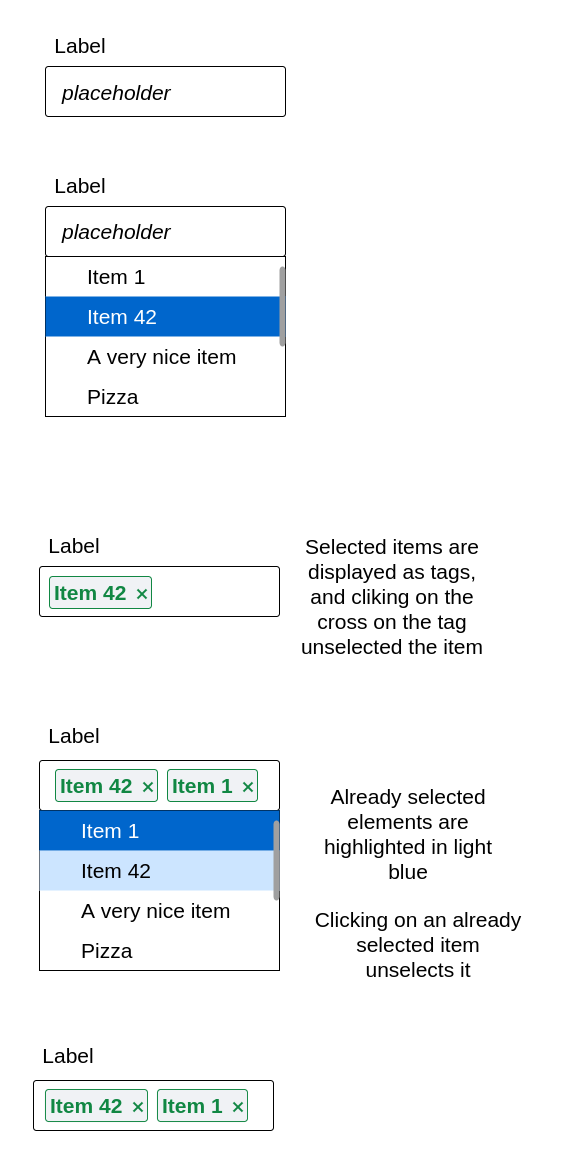 Label
placeholder
Label
placeholder
Item 1
Item 42
A very nice item
Pizza
Label
Item 42 ×
Selected items are
displayed as tags,
and cliking on the
cross on the tag
unselected the item
Label
Item 42 × Item 1 ×
Item 1
Item 42
A very nice item
Pizza
Already selected
elements are
highlighted in light
blue
Clicking on an already
selected item
unselects it
Label
Item 42 × Item 1 ×